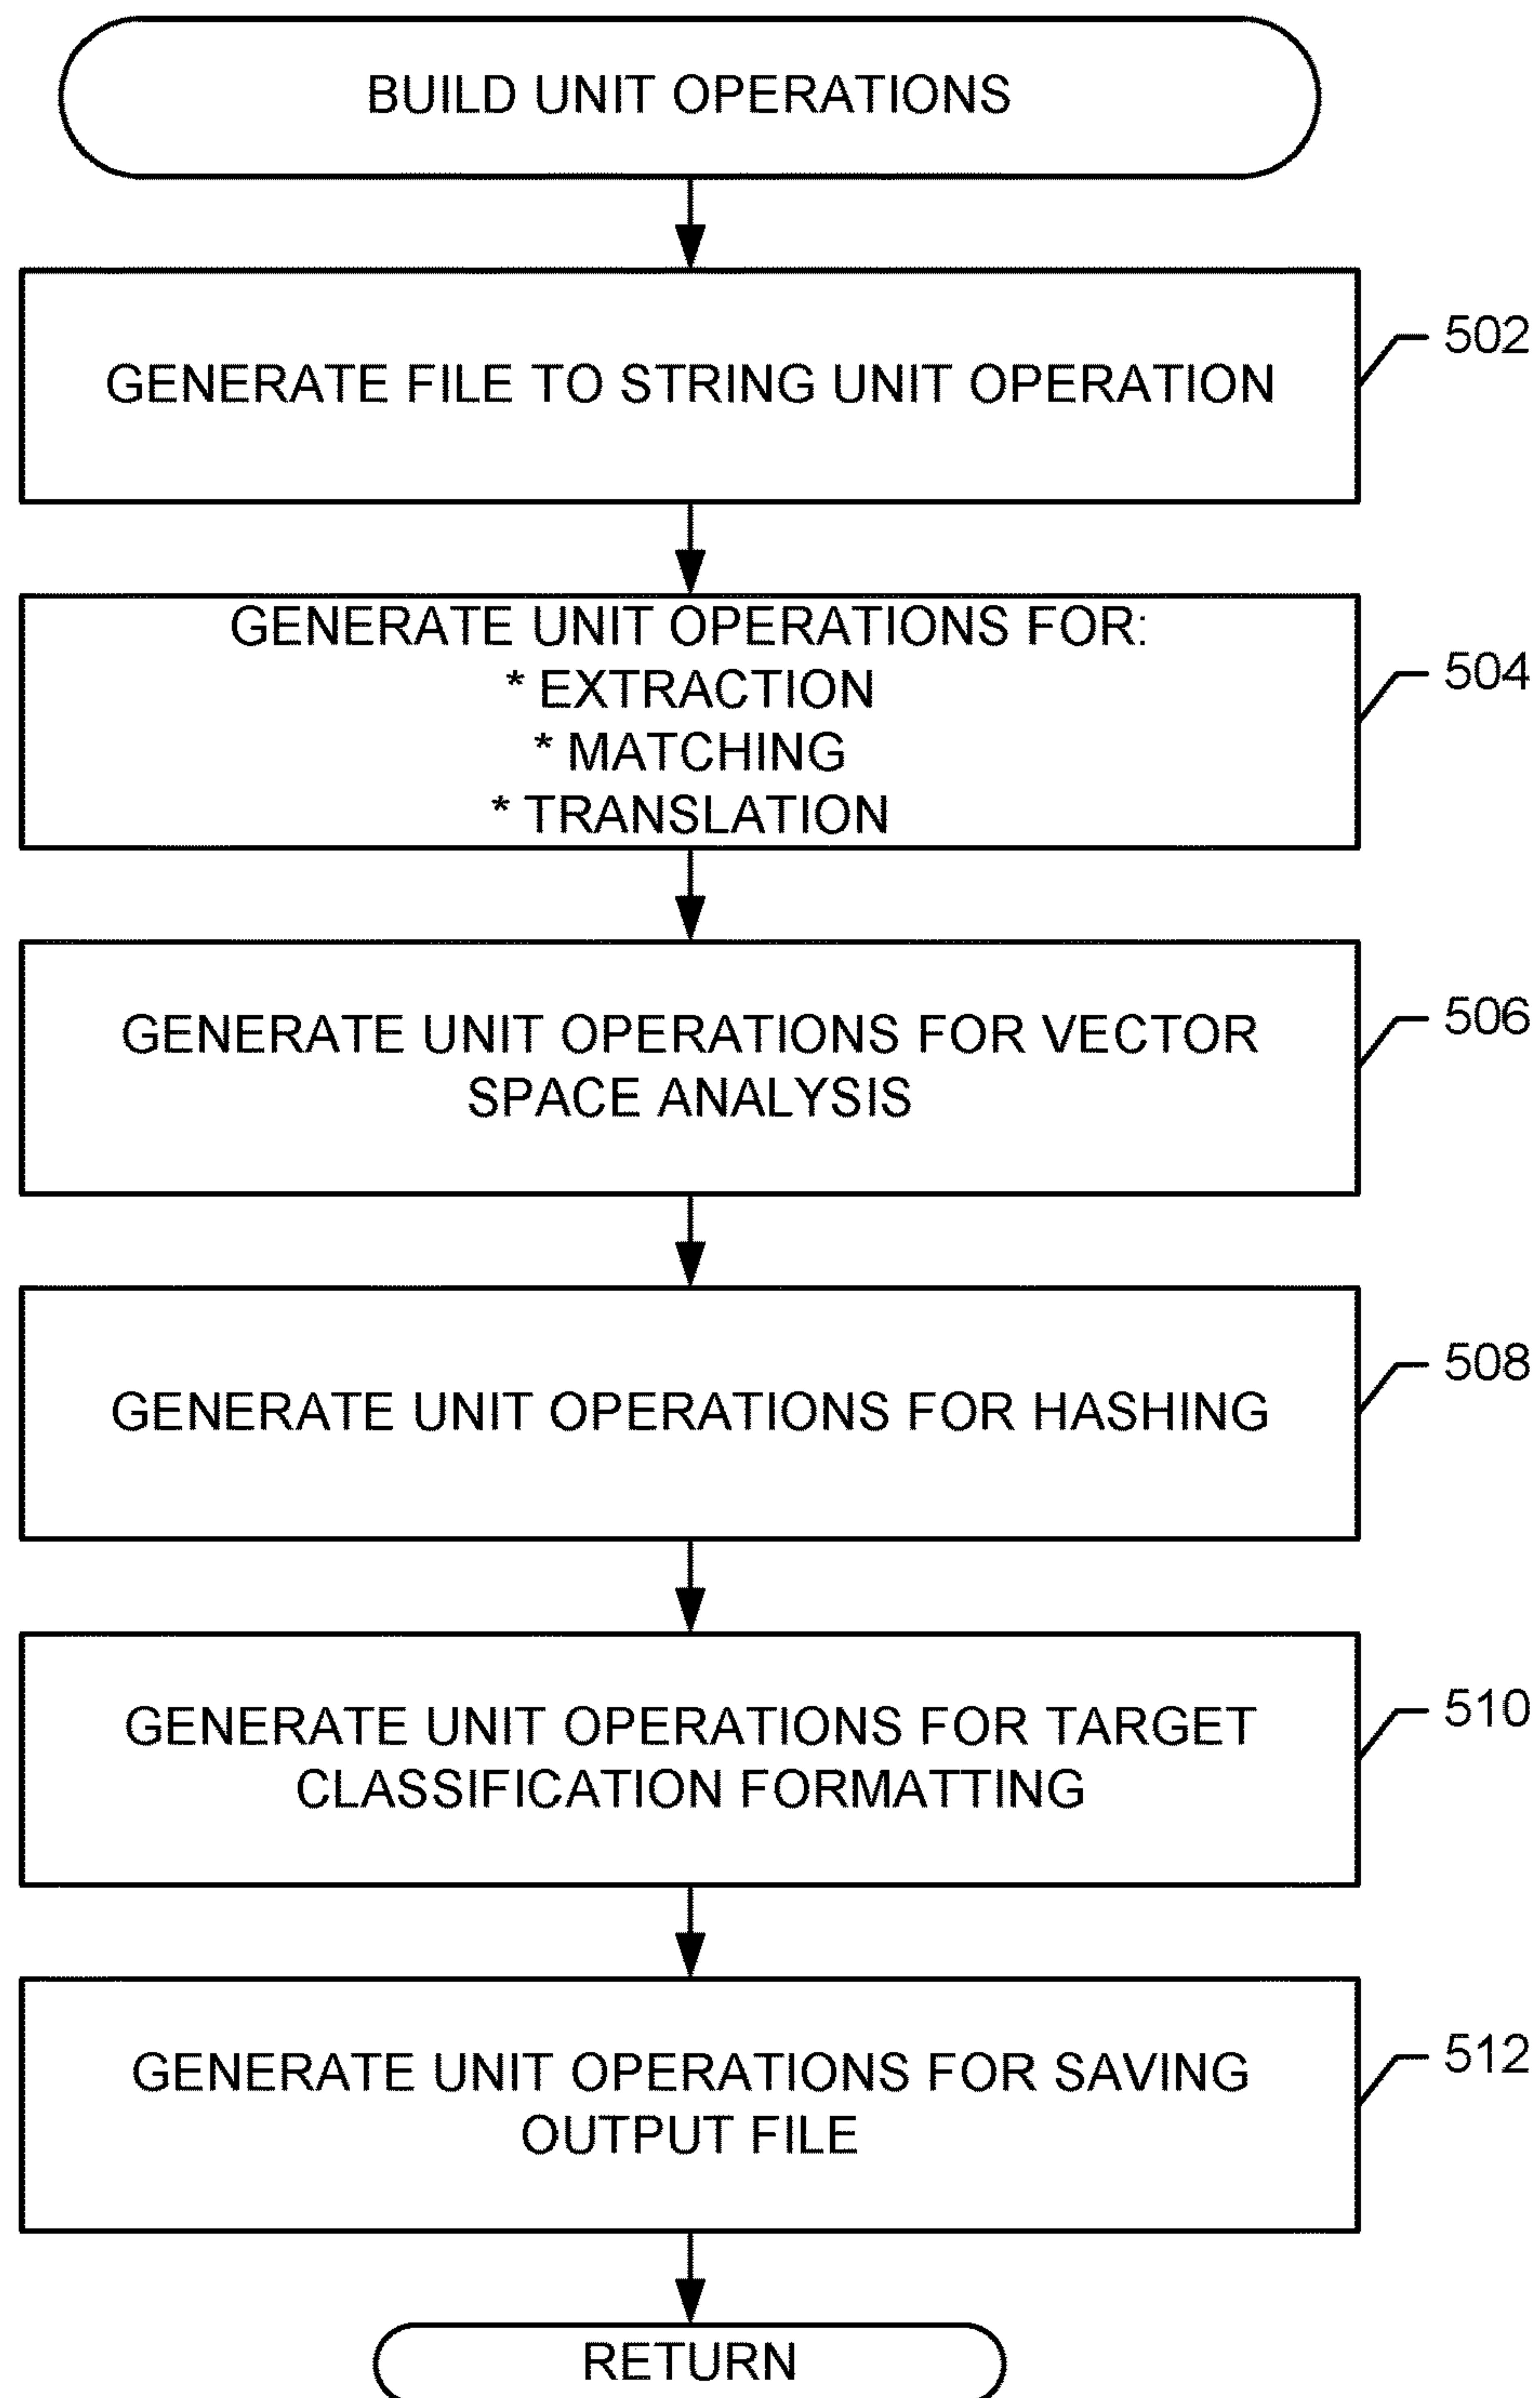 BUILD UNIT OPERATIONS
GENERATE FILE TO STRING UNIT OPERATION
502
GENERATE UNIT OPERATIONS FOR:
* EXTRACTION
* MATCHING
* TRANSLATION
504
GENERATE UNIT OPERATIONS FOR VECTOR
SPACE ANALYSIS
506
GENERATE UNIT OPERATIONS FOR HASHING
508
GENERATE UNIT OPERATIONS FOR TARGET
CLASSIFICATION FORMATTING
510
GENERATE UNIT OPERATIONS FOR SAVING
OUTPUT FILE
512
RETURN